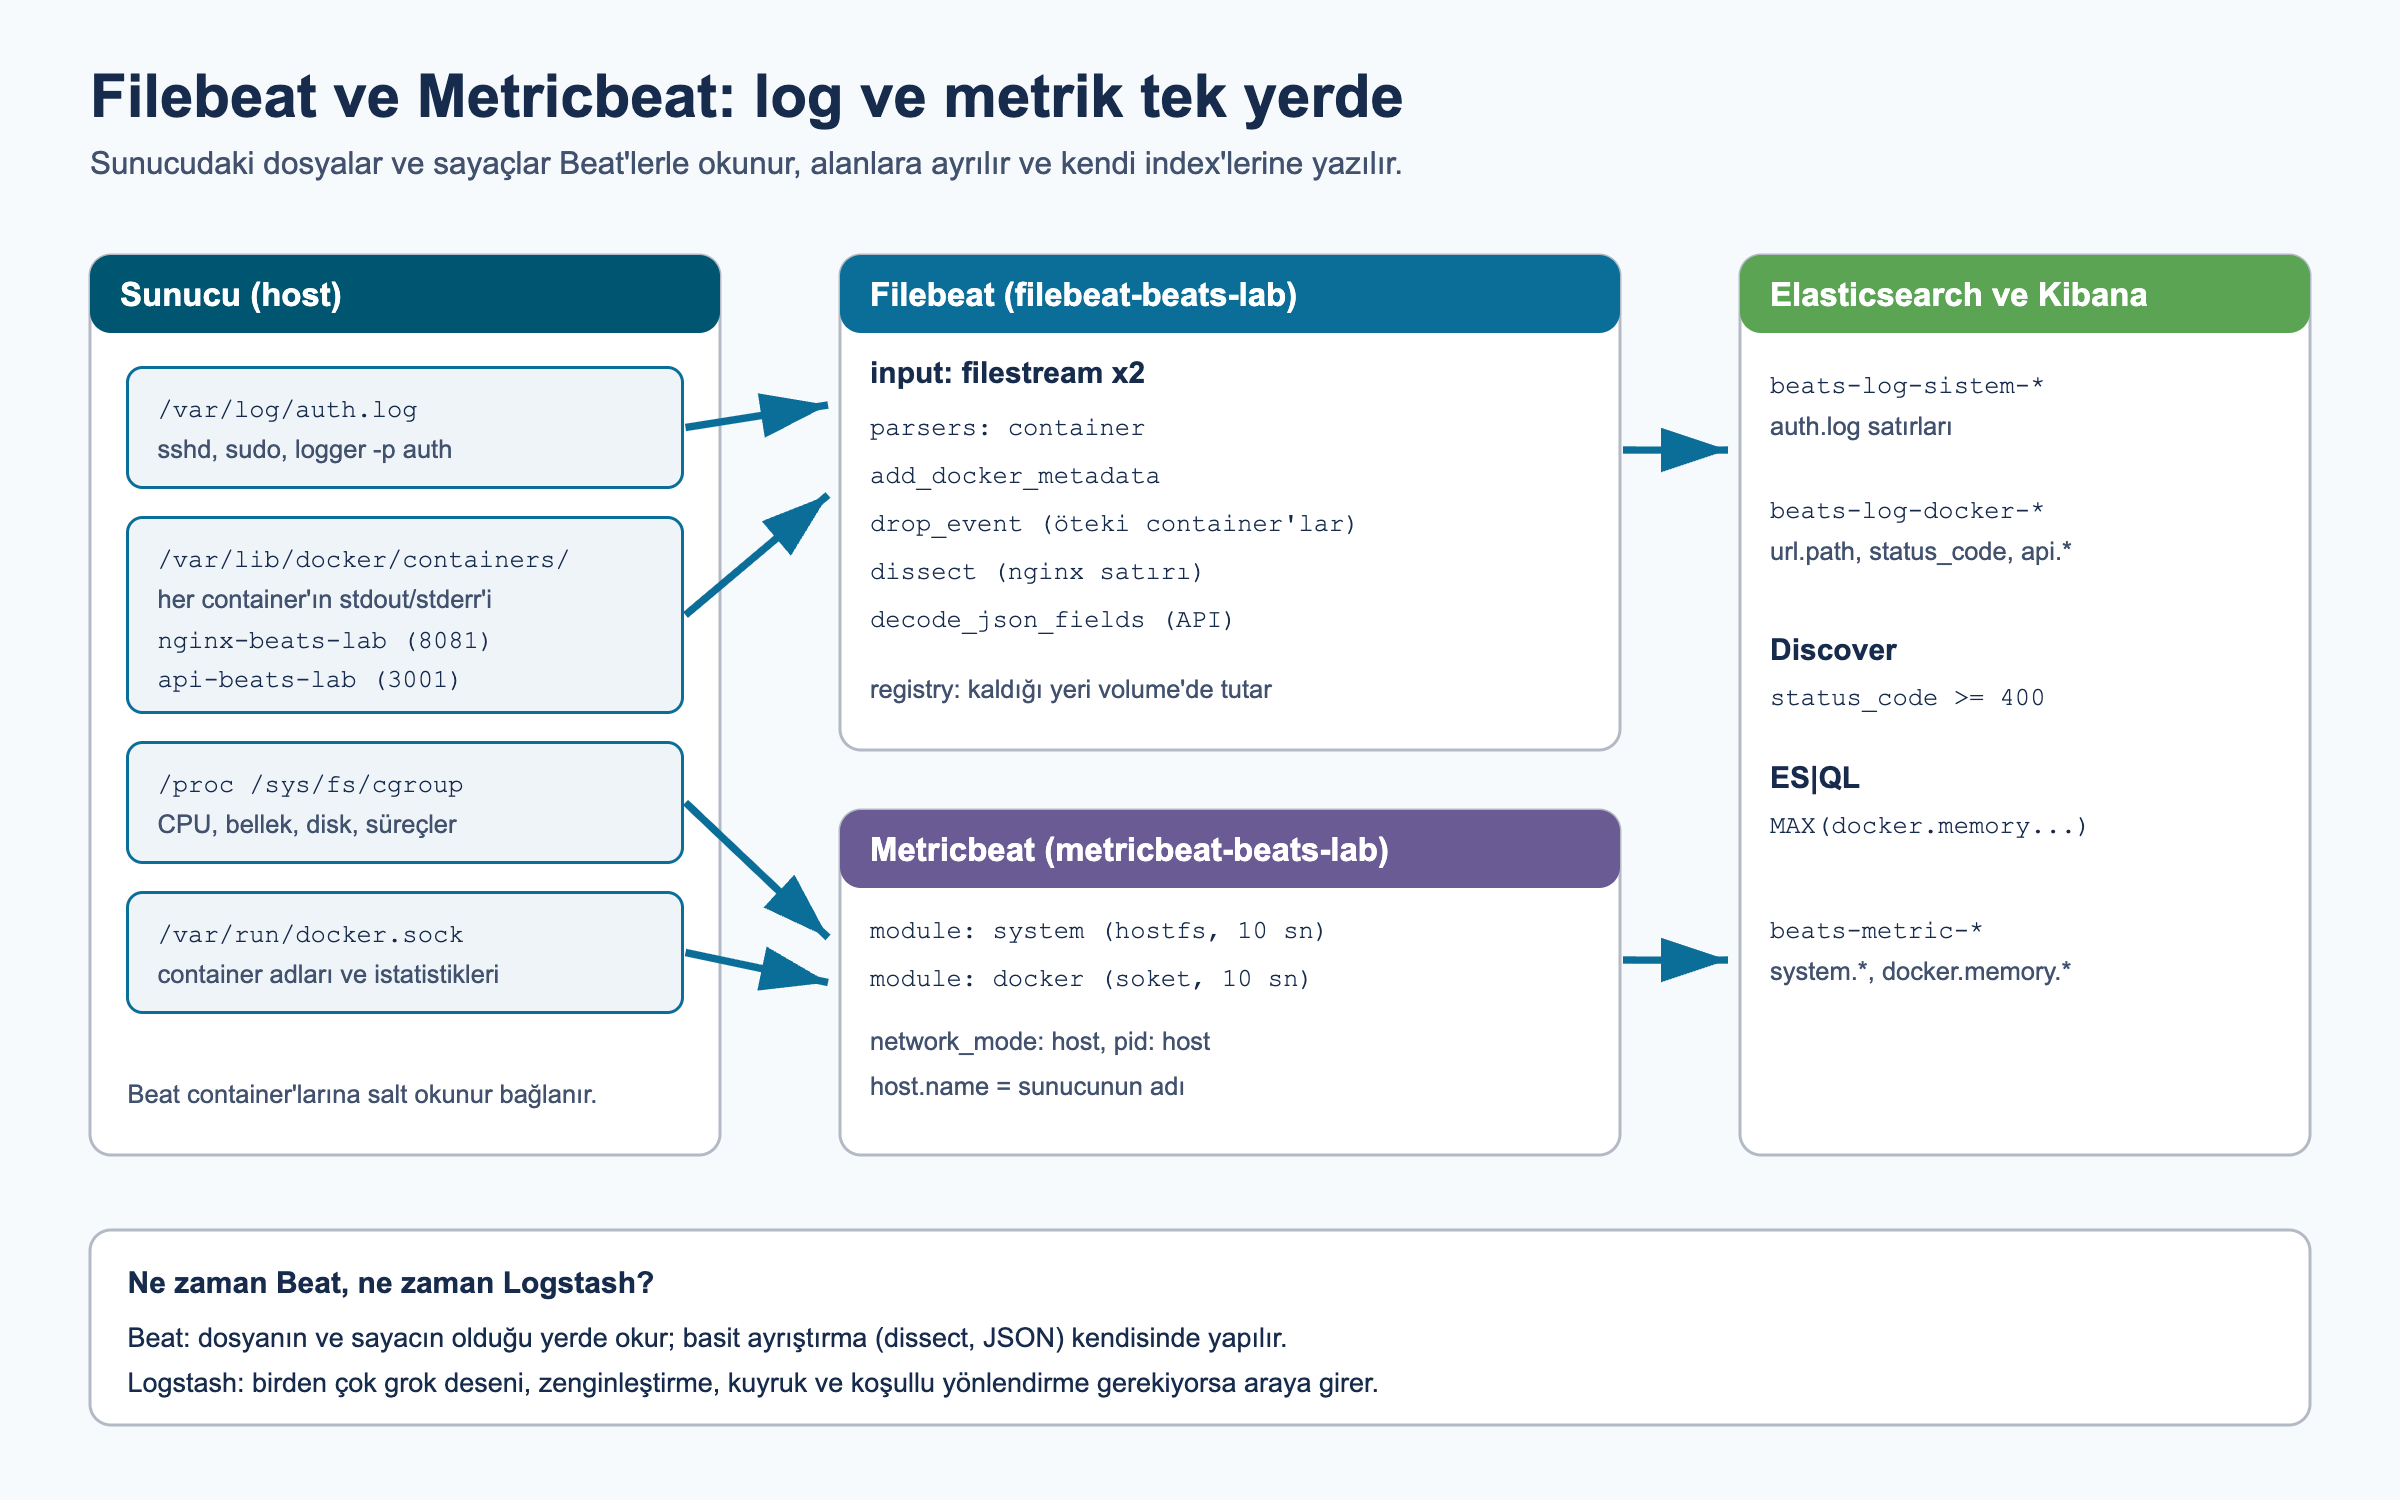 Filebeat ve Metricbeat: log ve metrik tek yerde
Sunucudaki dosyalar ve sayaçlar Beat'lerle okunur, alanlara ayrılır ve kendi index'lerine yazılır.
Sunucu (host)
/var/log/auth.log
sshd, sudo, logger -p auth
/var/lib/docker/containers/
her container'ın stdout/stderr'i
nginx-beats-lab (8081)
api-beats-lab (3001)
/proc /sys/fs/cgroup
CPU, bellek, disk, süreçler
/var/run/docker.sock
container adları ve istatistikleri
Beat container'larına salt okunur bağlanır.
Filebeat (filebeat-beats-lab)
input: filestream x2
parsers: container
add_docker_metadata
drop_event (öteki container'lar)
dissect (nginx satırı)
decode_json_fields (API)
registry: kaldığı yeri volume'de tutar
Metricbeat (metricbeat-beats-lab)
module: system (hostfs, 10 sn)
module: docker (soket, 10 sn)
network_mode: host, pid: host
host.name = sunucunun adı
Elasticsearch ve Kibana
beats-log-sistem-*
auth.log satırları
beats-log-docker-*
url.path, status_code, api.*
Discover
status_code >= 400
ES|QL
MAX(docker.memory...)
beats-metric-*
system.*, docker.memory.*
Ne zaman Beat, ne zaman Logstash?
Beat: dosyanın ve sayacın olduğu yerde okur; basit ayrıştırma (dissect, JSON) kendisinde yapılır.
Logstash: birden çok grok deseni, zenginleştirme, kuyruk ve koşullu yönlendirme gerekiyorsa araya girer.